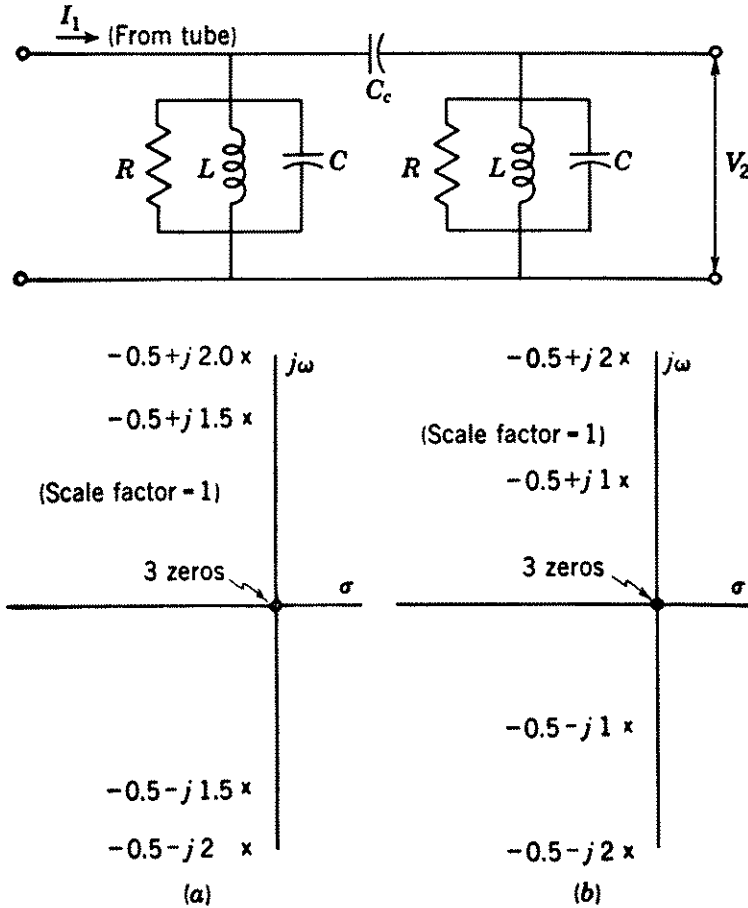 I₁
(From tube)
C_c
R L C R L C V₂
−0.5+j 2.0 x jω −0.5+j 2 x jω
−0.5+j 1.5 x
(Scale factor = 1)
−0.5+j 1 x
(Scale factor = 1)
3 zeros σ 3 zeros σ
−0.5−j 1 x
−0.5−j 1.5 x
−0.5−j 2 x −0.5−j 2 x
(a) (b)